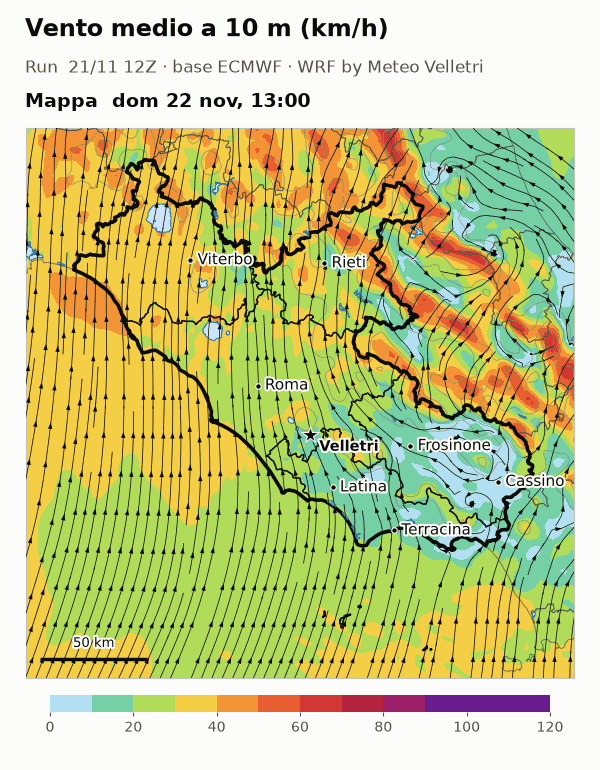 Vento medio a 10 m (km/h)
Run 21/11 12Z · base ECMWF · WRF by Meteo Velletri
Mappa dom 22 nov, 13:00
Viterbo
Rieti
Roma
Velletri
Frosinone
Cassino
Latina
Terracina
50 km
0 20 40 60 80 100 120